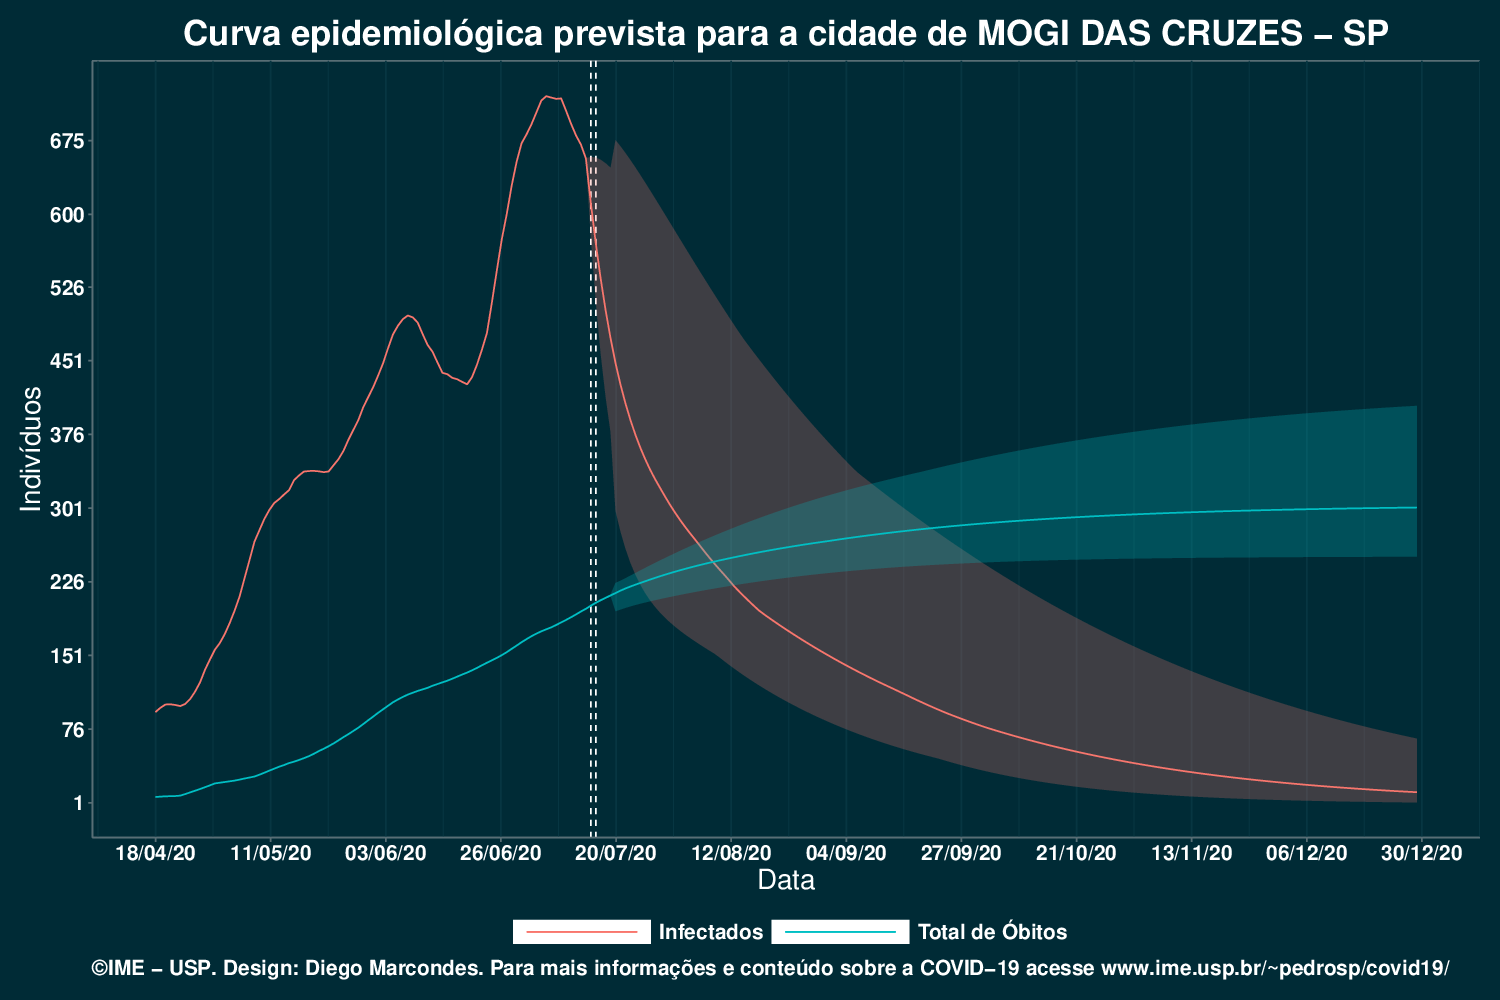 Curva epidemiológica prevista para a cidade de MOGI DAS CRUZES – SP
Indivíduos
675
600
526
451
376
301
226
151
76
1
18/04/20 11/05/20 03/06/20 26/06/20 20/07/20 12/08/20 04/09/20 27/09/20 21/10/20 13/11/20 06/12/20 30/12/20
Data
Infectados Total de Óbitos
©IME – USP. Design: Diego Marcondes. Para mais informações e conteúdo sobre a COVID–19 acesse www.ime.usp.br/~pedrosp/covid19/